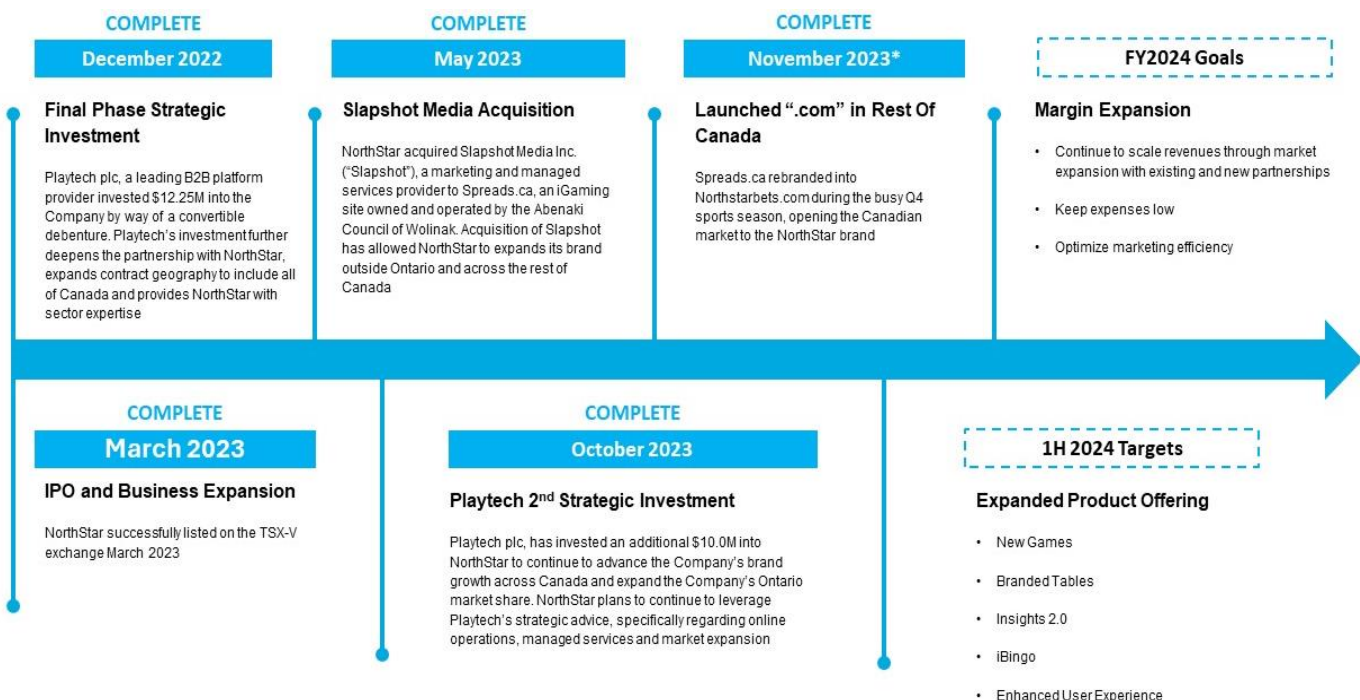 COMPLETE
December 2022
Final Phase Strategic
Investment
Playtech plc, a leading B2B platform
provider invested $12.25M into the
Company by way of a convertible
debenture. Playtech's investment further
deepens the partnership with NorthStar,
expands contract geography to include all
of Canada and provides NorthStar with
sector expertise
COMPLETE
May 2023
Slapshot Media Acquisition
NorthStar acquired Slapshot Media Inc.
("Slapshot"), a marketing and managed
services provider to Spreads.ca, an iGaming
site owned and operated by the Abenaki
Council of Wolinak. Acquisition of Slapshot
has allowed NorthStar to expands its brand
outside Ontario and across the rest of
Canada
COMPLETE
November 2023*
Launched ".com" in Rest Of
Canada
Spreads.ca rebranded into
Northstarbets.com during the busy Q4
sports season, opening the Canadian
market to the NorthStar brand
FY2024 Goals
Margin Expansion
• Continue to scale revenues through market
expansion with existing and new partnerships
• Keep expenses low
• Optimize marketing efficiency
COMPLETE
March 2023
IPO and Business Expansion
NorthStar successfully listed on the TSX-V
exchange March 2023
COMPLETE
October 2023
Playtech 2nd Strategic Investment
Playtech plc, has invested an additional $10.0M into
NorthStar to continue to advance the Company's brand
growth across Canada and expand the Company's Ontario
market share. NorthStar plans to continue to leverage
Playtech's strategic advice, specifically regarding online
operations, managed services and market expansion
1H 2024 Targets
Expanded Product Offering
• New Games
• Branded Tables
• Insights 2.0
• iBingo
• Enhanced User Experience